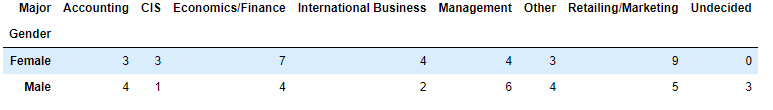 Major Accounting CIS Economics/Finance International Business Management Other Retailing/Marketing Undecided
Gender
Female 3 3 7 4 4 3 9 0
Male 4 1 4 2 6 4 5 3